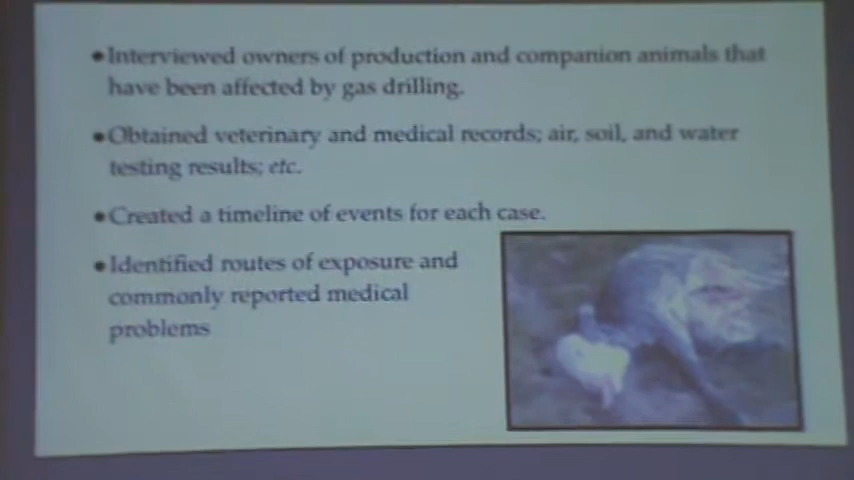 •Interviewed owners of production and companion animals that
have been affected by gas drilling.
•Obtained veterinary and medical records; air, soil, and water
testing results; etc.
•Created a timeline of events for each case.
•Identified routes of exposure and
commonly reported medical
problems